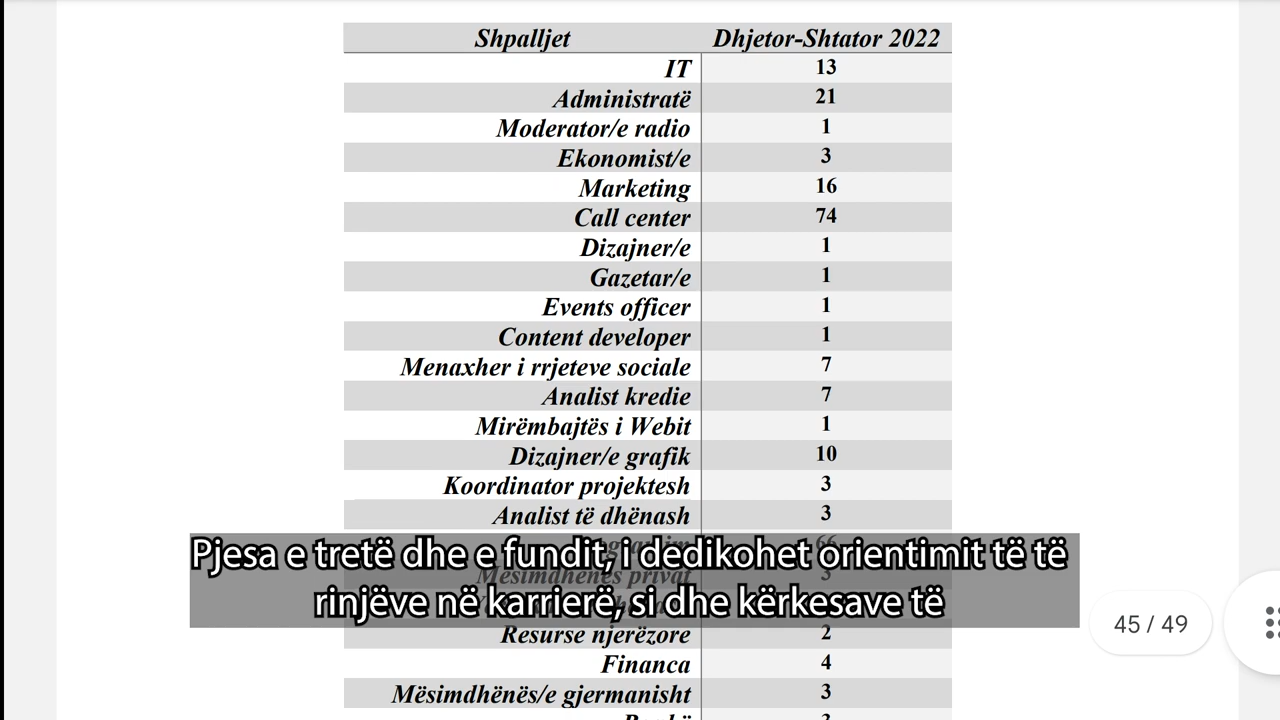 Shpalljet Dhjetor-Shtator 2022
IT 13
Administratë 21
Moderator/e radio 1
Ekonomist/e 3
Marketing 16
Call center 74
Dizajner/e 1
Gazetar/e 1
Events officer 1
Content developer 1
Menaxher i rrjeteve sociale 7
Analist kredie 7
Mirëmbajtës i Webit 1
Dizajner/e grafik 10
Koordinator projektesh 3
Analist të dhënash 3
66
Mësimdhënës privat 3
Pjesa e tretë dhe e fundit, i dedikohet orientimit të të
rinjëve në karrierë, si dhe kërkesave të
Resurse njerëzore 2
Financa 4
Mësimdhënës/e gjermanisht 3
45 / 49